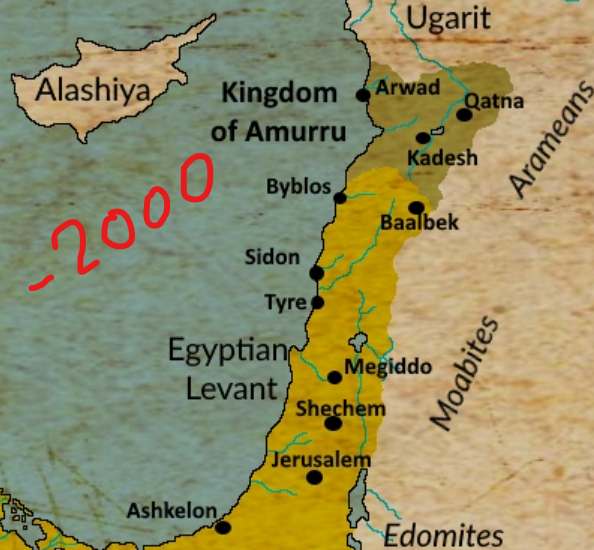 Ugarit
Alashiya
Kingdom
of Amurru
Arwad
Qatna
Kadesh
Arameans
-2000
Byblos
Baalbek
Sidon
Tyre
Egyptian
Levant
Megiddo
Moabites
Shechem
Jerusalem
Ashkelon
Edomites